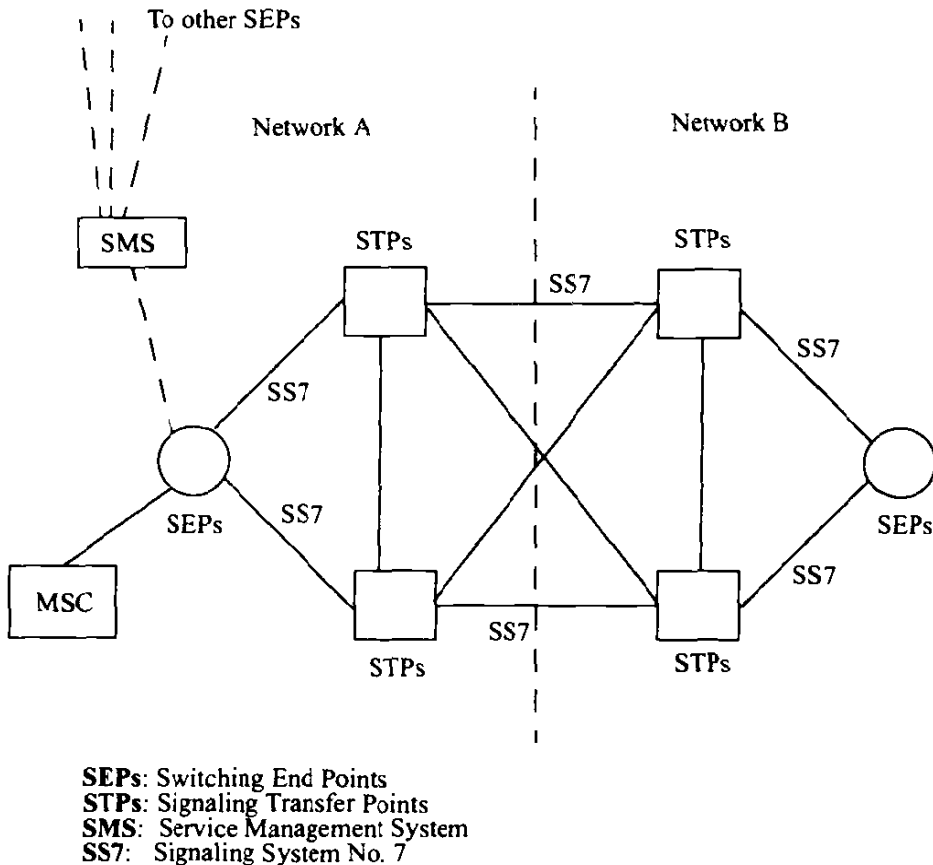 To other SEPs
Network A
Network B
SMS
STPs
STPs
SS7
SS7
SS7
SEPs
SS7
SEPs
SS7
MSC
SS7
STPs
STPs
SEPs: Switching End Points
STPs: Signaling Transfer Points
SMS: Service Management System
SS7: Signaling System No. 7